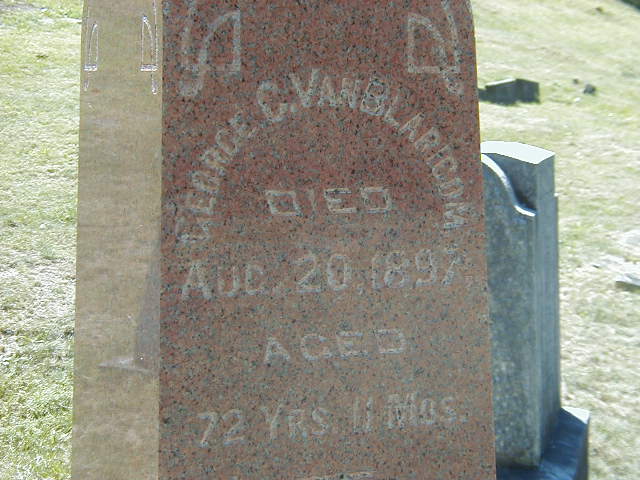 GEORGE C. VANBLARICOM
DIED
AUG. 20, 1897,
AGED
72 YRS. 11 MOS.